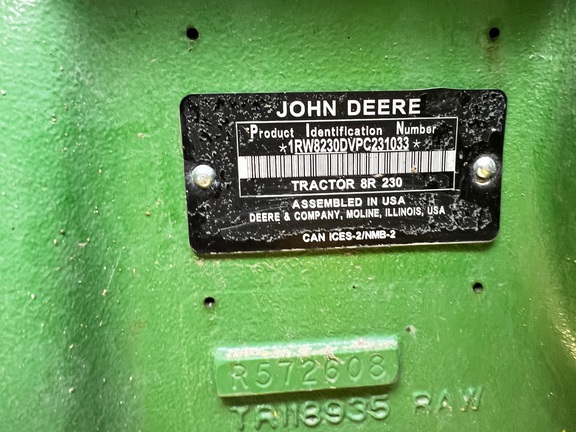 JOHN DEERE
Product Identification Number
*1RW8230DVPC231033*
TRACTOR 8R 230
ASSEMBLED IN USA
DEERE & COMPANY, MOLINE, ILLINOIS, USA
CAN ICES-2/NMB-2
R572608
TR118935 RAW